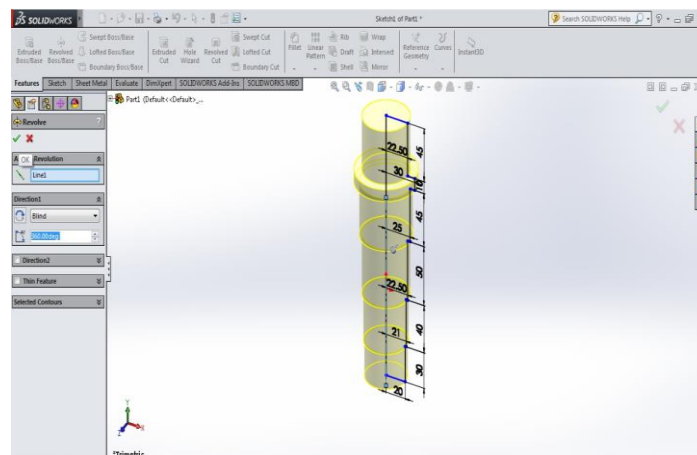 SOLIDWORKS
Sketch1 of Part1 *
Search SOLIDWORKS Help
Extruded Boss/Base
Revolved Boss/Base
Swept Boss/Base
Lofted Boss/Base
Boundary Boss/Base
Extruded Cut
Hole Wizard
Revolved Cut
Swept Cut
Lofted Cut
Boundary Cut
Fillet
Linear Pattern
Rib
Draft
Shell
Wrap
Intersect
Mirror
Reference Geometry
Curves
Instant3D
Features Sketch Sheet Metal Evaluate DimXpert SOLIDWORKS Add-Ins SOLIDWORKS MBD
Part1 (Default<<Default>_...
Revolve
?
OK
Revolution
Line1
Direction1
Blind
360.00deg
Direction2
Thin Feature
Selected Contours
22.50
45
30
10
45
25
50
22.50
40
21
30
20
Y
X
Z
*Trimetric